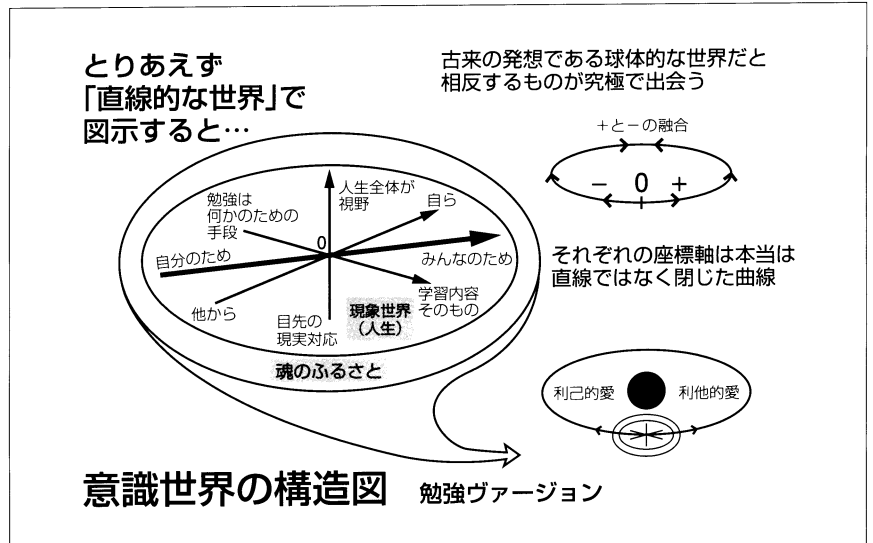 とりあえず
「直線的な世界」で
図示すると…
古来の発想である球体的な世界だと
相反するものが究極で出会う
+と−の融合
− 0 +
人生全体が
視野
自ら
勉強は
何かのための
手段
0
自分のため
みんなのため
他から
目先の
現実対応
現象世界
(人生)
学習内容
そのもの
魂のふるさと
それぞれの座標軸は本当は
直線ではなく閉じた曲線
利己的愛
利他的愛
意識世界の構造図 勉強ヴァージョン